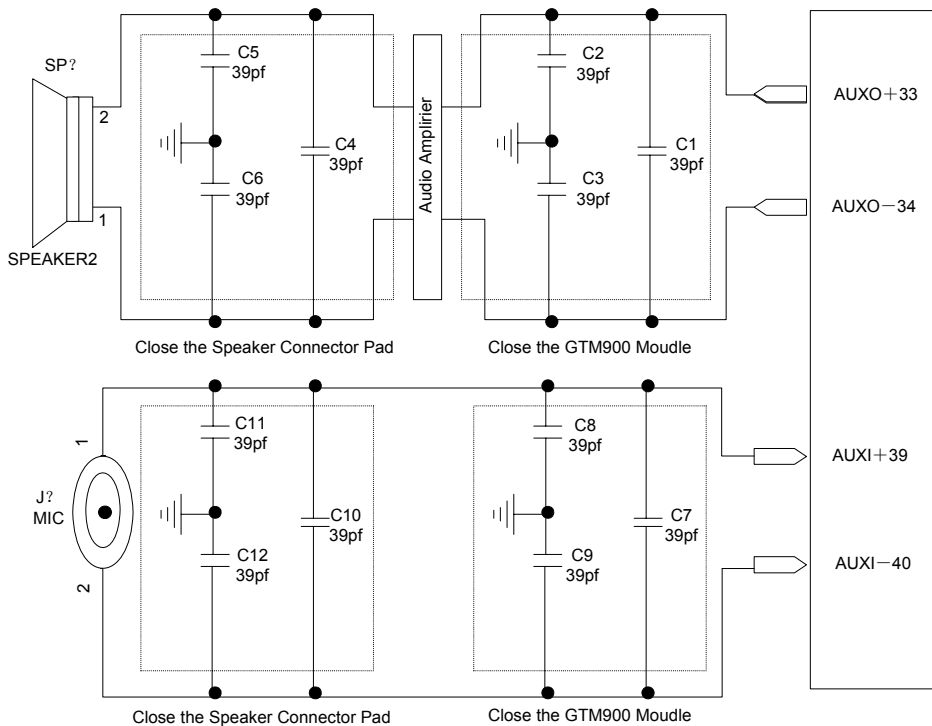 SP?
2
1
SPEAKER2
C5
39pf
C6
39pf
C4
39pf
Audio Amplirier
C2
39pf
C3
39pf
C1
39pf
AUXO+33
AUXO-34
Close the Speaker Connector Pad
Close the GTM900 Moudle
1
J?
MIC
2
C11
39pf
C12
39pf
C10
39pf
C8
39pf
C9
39pf
C7
39pf
AUXI+39
AUXI-40
Close the Speaker Connector Pad
Close the GTM900 Moudle